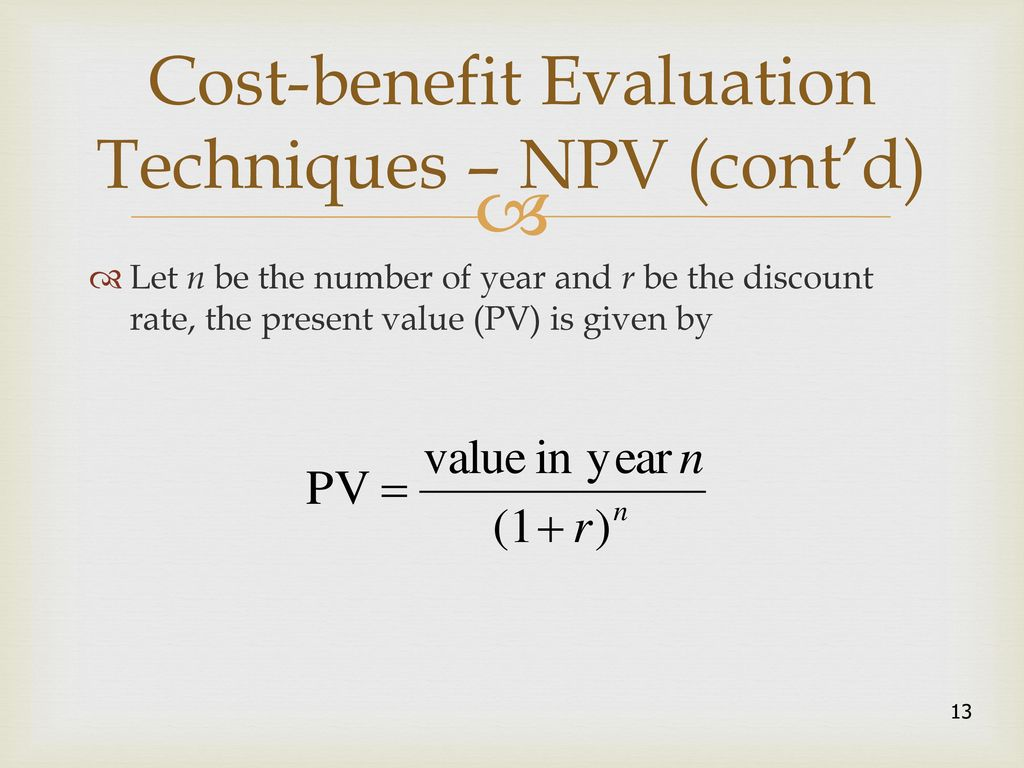 Cost-benefit Evaluation
Techniques – NPV (cont’d)
Let n be the number of year and r be the discount
rate, the present value (PV) is given by
PV = value in year n / (1 + r)^n
13